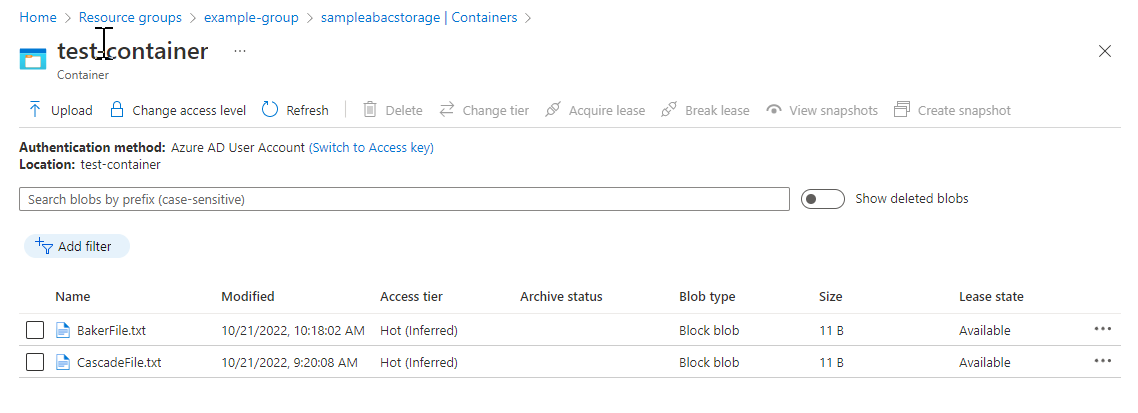 Home > Resource groups > example-group > sampleabacstorage | Containers >
test-container ...
Container
Upload Change access level Refresh Delete Change tier Acquire lease Break lease View snapshots Create snapshot
Authentication method: Azure AD User Account (Switch to Access key)
Location: test-container
Search blobs by prefix (case-sensitive) Show deleted blobs
Add filter
Name Modified Access tier Archive status Blob type Size Lease state
BakerFile.txt 10/21/2022, 10:18:02 AM Hot (Inferred) Block blob 11 B Available ...
CascadeFile.txt 10/21/2022, 9:20:08 AM Hot (Inferred) Block blob 11 B Available ...